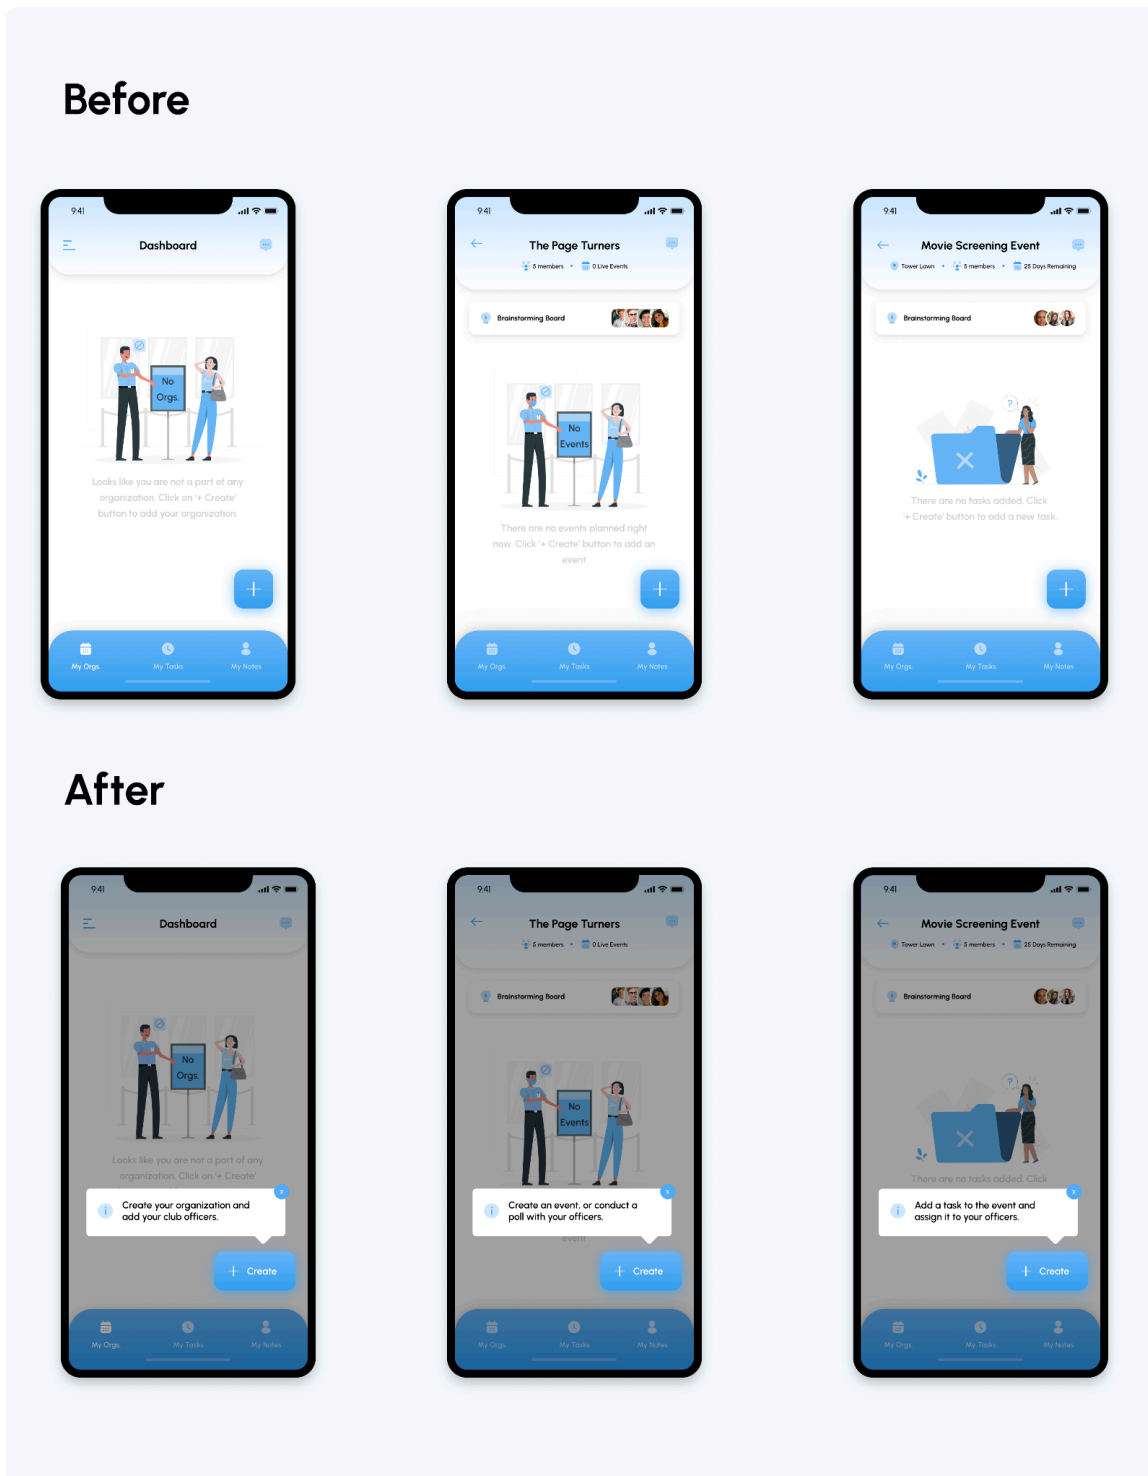 Before
9:41
Dashboard
No
Orgs.
Looks like you are not a part of any
organization. Click on '+ Create'
button to add your organization.
My Orgs.
My Tasks
My Notes
9:41
The Page Turners
5 members
0 Live Events
Brainstorming Board
No
Events
There are no events planned right
now. Click '+ Create' button to add an
event
My Orgs.
My Tasks
My Notes
9:41
Movie Screening Event
Tower Lawn
5 members
25 Days Remaining
Brainstorming Board
?
There are no tasks added. Click
'+ Create' button to add a new task.
My Orgs.
My Tasks
My Notes
After
9:41
Dashboard
No
Orgs.
Looks like you are not a part of any
organization. Click on '+ Create'
x
Create your organization and
add your club officers.
+ Create
My Orgs.
My Tasks
My Notes
9:41
The Page Turners
5 members
0 Live Events
Brainstorming Board
No
Events
x
Create an event, or conduct a
poll with your officers.
event
+ Create
My Orgs.
My Tasks
My Notes
9:41
Movie Screening Event
Tower Lawn
5 members
25 Days Remaining
Brainstorming Board
?
There are no tasks added. Click
x
Add a task to the event and
assign it to your officers.
+ Create
My Orgs.
My Tasks
My Notes